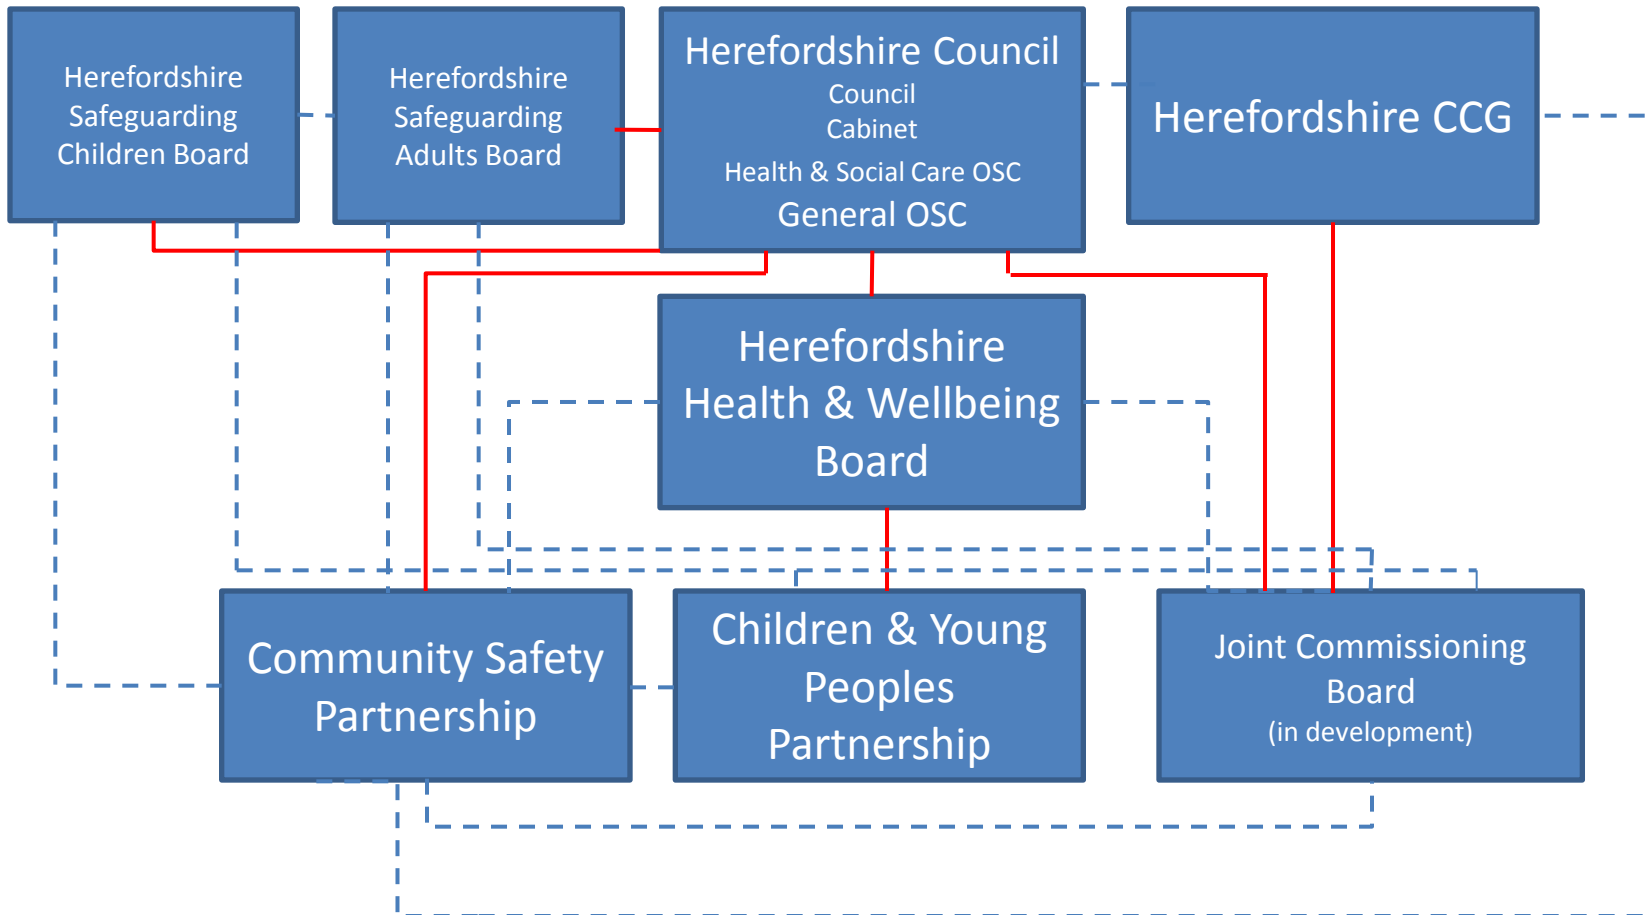 Herefordshire
Safeguarding
Children Board
Herefordshire
Safeguarding
Adults Board
Herefordshire Council
Council
Cabinet
Health & Social Care OSC
General OSC
Herefordshire CCG
Herefordshire
Health & Wellbeing
Board
Community Safety
Partnership
Children & Young
Peoples
Partnership
Joint Commissioning
Board
(in development)